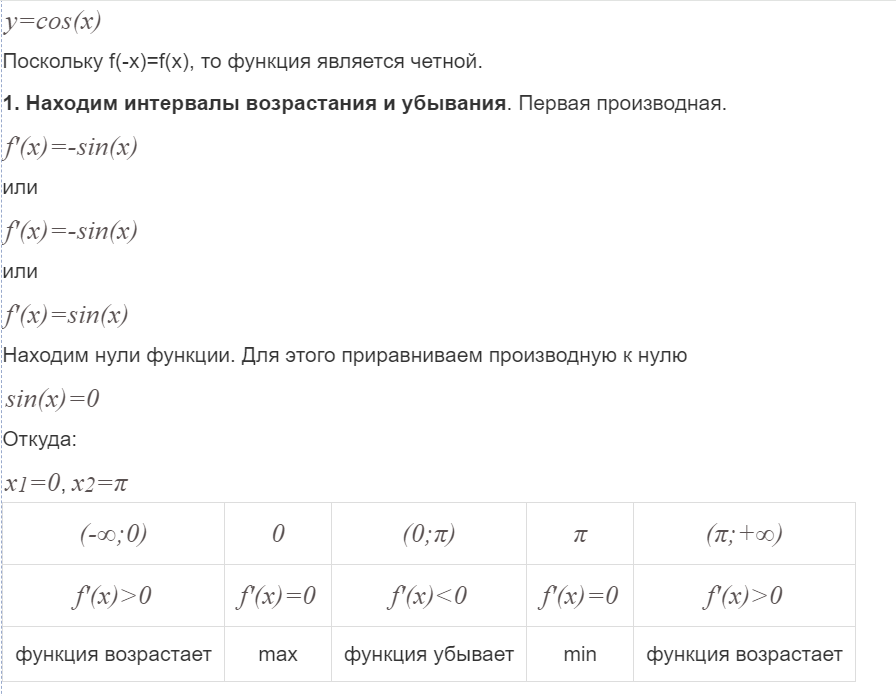 y=cos(x)
Поскольку f(-x)=f(x), то функция является четной.
1. Находим интервалы возрастания и убывания. Первая производная.
f'(x)=-sin(x)
или
f'(x)=-sin(x)
или
f'(x)=sin(x)
Находим нули функции. Для этого приравниваем производную к нулю
sin(x)=0
Откуда:
x1=0, x2=π
(-∞;0) 0 (0;π) π (π;+∞)
f'(x)>0 f'(x)=0 f'(x)<0 f'(x)=0 f'(x)>0
функция возрастает max функция убывает min функция возрастает